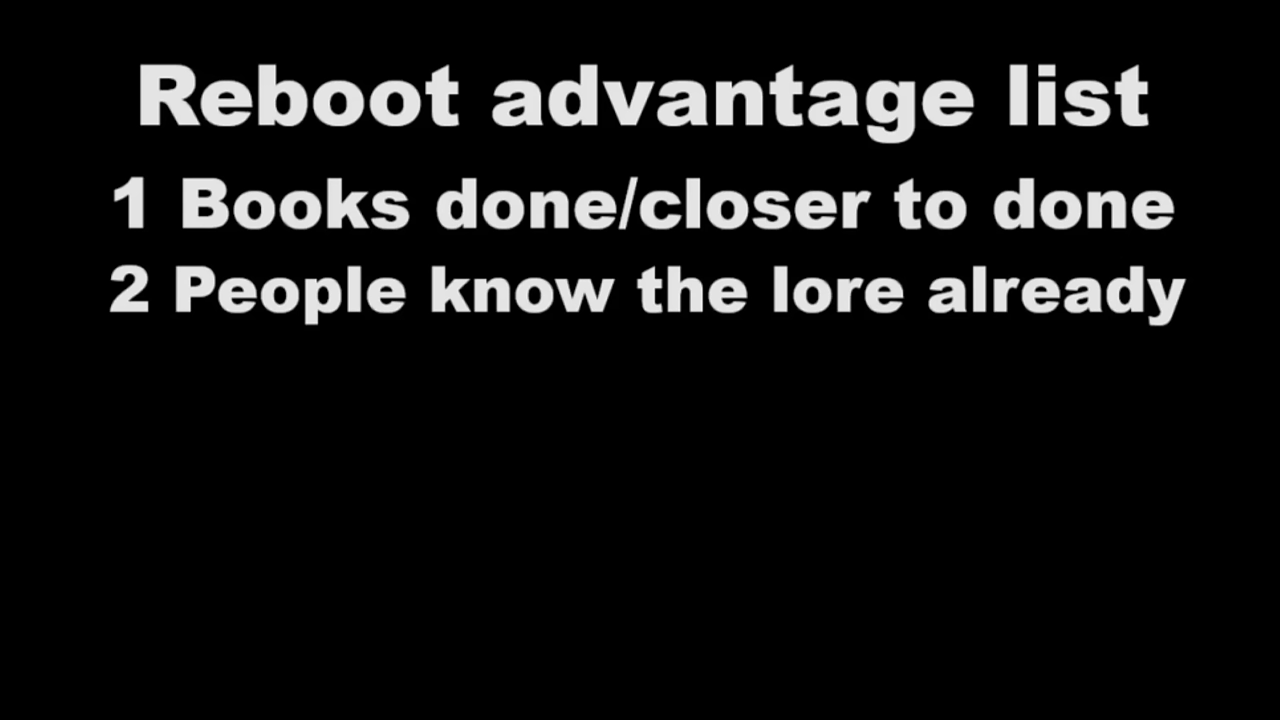 Reboot advantage list
1 Books done/closer to done
2 People know the lore already